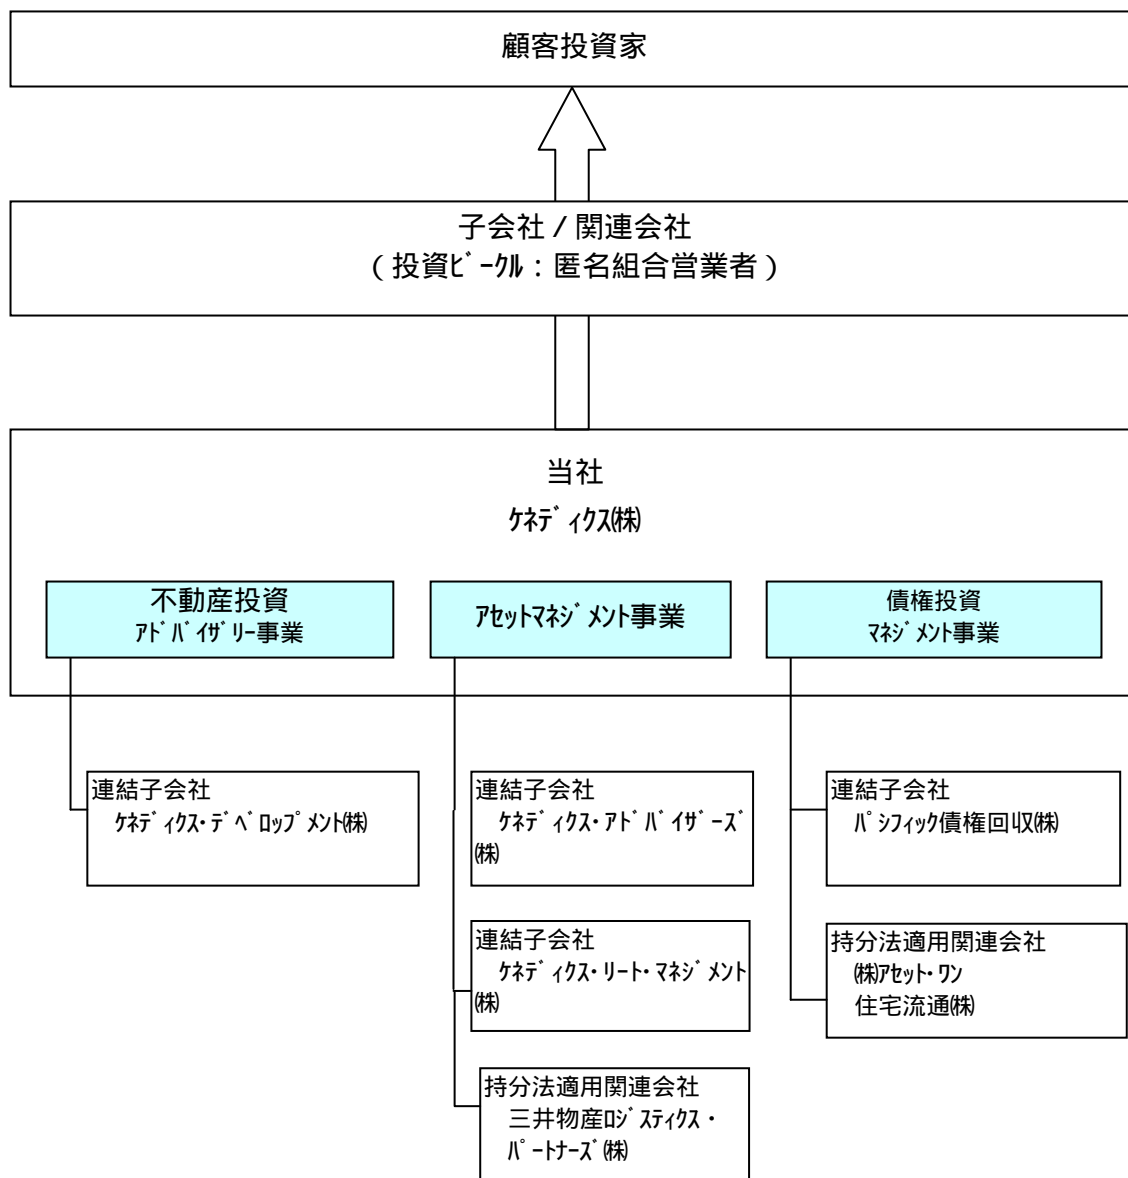 顧客投資家
子会社 / 関連会社
（投資ﾋﾞｰｸﾙ：匿名組合営業者）
当社
ｹﾈﾃﾞｨｸｽ㈱
不動産投資
ｱﾄﾞﾊﾞｲｻﾞﾘｰ事業
ｱｾｯﾄﾏﾈｼﾞﾒﾝﾄ事業
債権投資
ﾏﾈｼﾞﾒﾝﾄ事業
連結子会社
ｹﾈﾃﾞｨｸｽ･ﾃﾞﾍﾞﾛｯﾌﾟﾒﾝﾄ㈱
連結子会社
ｹﾈﾃﾞｨｸｽ･ｱﾄﾞﾊﾞｲｻﾞｰｽﾞ
㈱
連結子会社
ｹﾈﾃﾞｨｸｽ･ﾘｰﾄ･ﾏﾈｼﾞﾒﾝﾄ
㈱
持分法適用関連会社
三井物産ﾛｼﾞｽﾃｨｸｽ・
ﾊﾟｰﾄﾅｰｽﾞ㈱
連結子会社
ﾊﾟｼﾌｨｯｸ債権回収㈱
持分法適用関連会社
㈱ｱｾｯﾄ･ﾜﾝ
住宅流通㈱